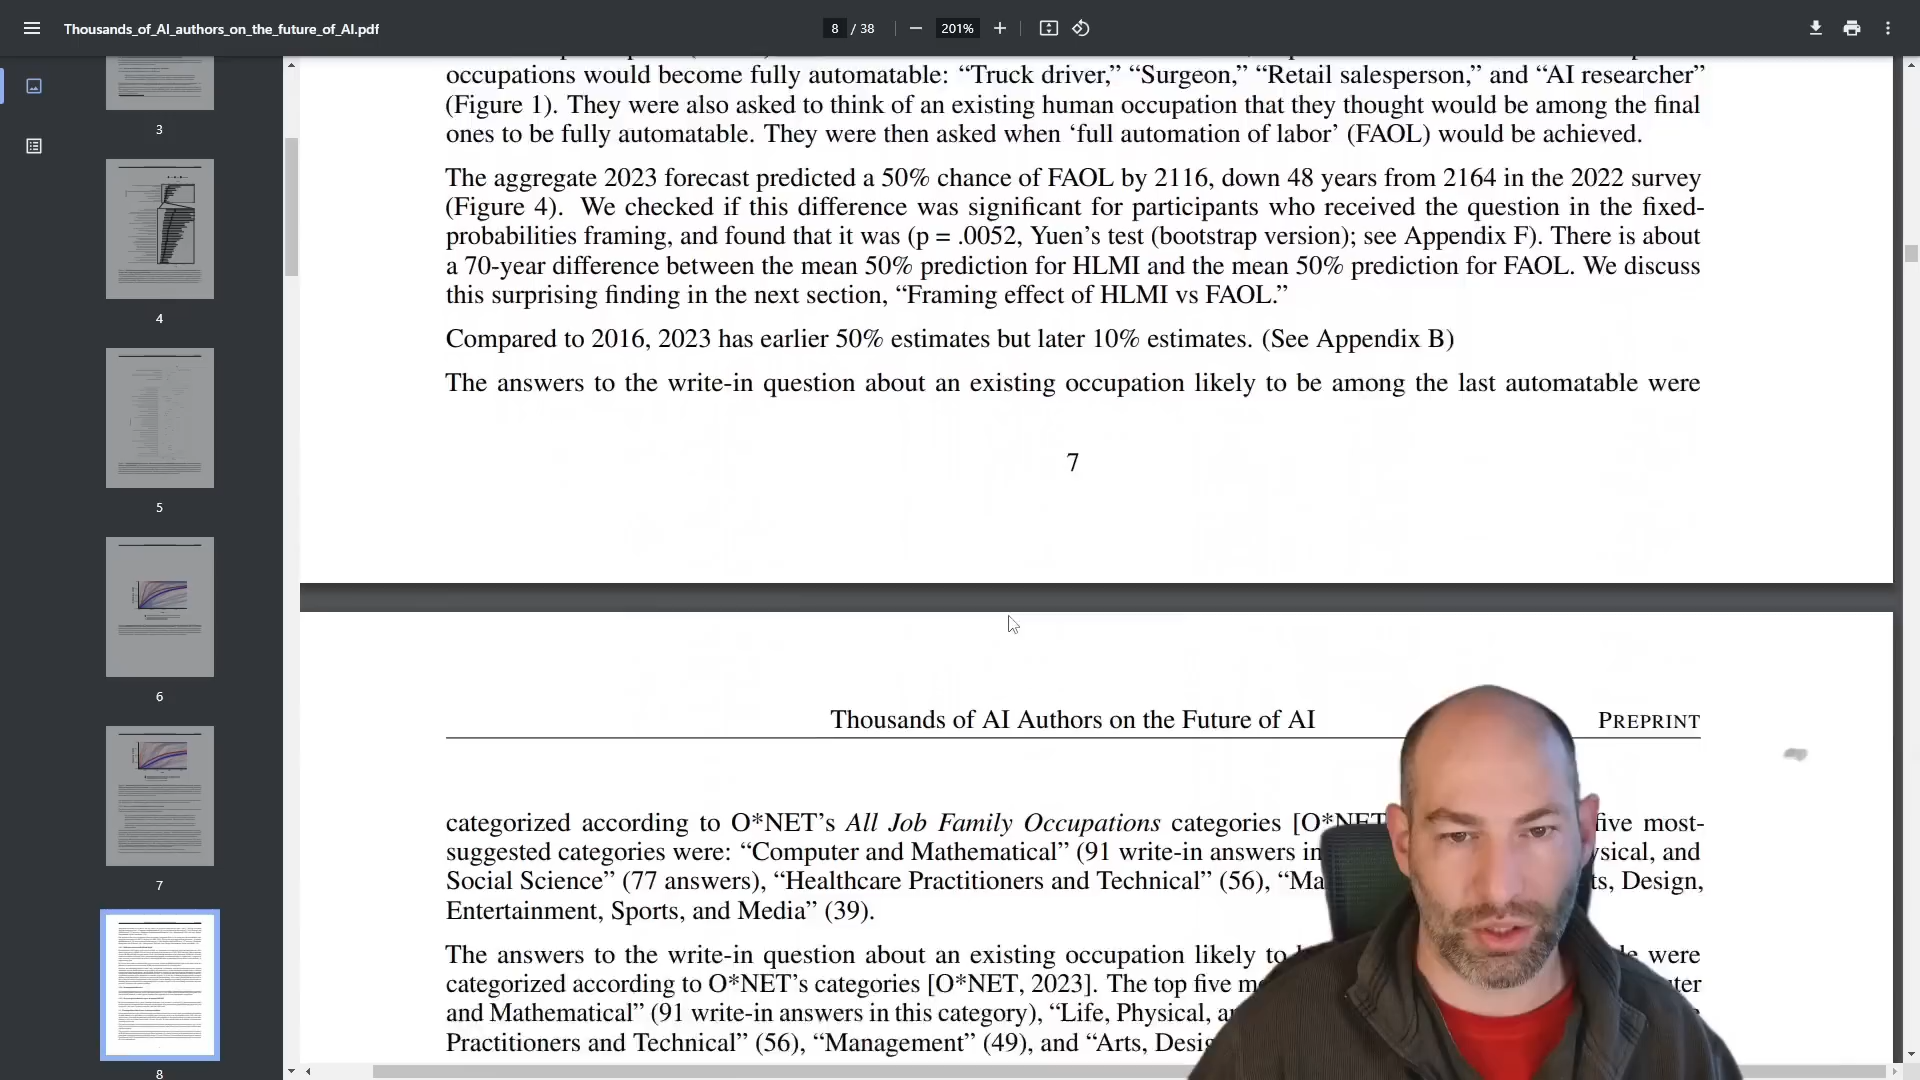 Thousands_of_AI_authors_on_the_future_of_AI.pdf
8 / 38
201%
3
4
5
6
7
8
occupations would become fully automatable: “Truck driver,” “Surgeon,” “Retail salesperson,” and “AI researcher”
(Figure 1). They were also asked to think of an existing human occupation that they thought would be among the final
ones to be fully automatable. They were then asked when ‘full automation of labor’ (FAOL) would be achieved.
The aggregate 2023 forecast predicted a 50% chance of FAOL by 2116, down 48 years from 2164 in the 2022 survey
(Figure 4). We checked if this difference was significant for participants who received the question in the fixed-
probabilities framing, and found that it was (p = .0052, Yuen’s test (bootstrap version); see Appendix F). There is about
a 70-year difference between the mean 50% prediction for HLMI and the mean 50% prediction for FAOL. We discuss
this surprising finding in the next section, “Framing effect of HLMI vs FAOL.”
Compared to 2016, 2023 has earlier 50% estimates but later 10% estimates. (See Appendix B)
The answers to the write-in question about an existing occupation likely to be among the last automatable were
7
Thousands of AI Authors on the Future of AI PREPRINT
categorized according to O*NET’s All Job Family Occupations categories [O*NET five most-
suggested categories were: “Computer and Mathematical” (91 write-in answers in and
Social Science” (77 answers), “Healthcare Practitioners and Technical” (56), Design,
Entertainment, Sports, and Media” (39).
The answers to the write-in question about an existing occupation likely to were
categorized according to O*NET’s categories [O*NET, 2023]. The top five
and Mathematical” (91 write-in answers in this category), “Life, Physical,
Practitioners and Technical” (56), “Management” (49), and “Arts,